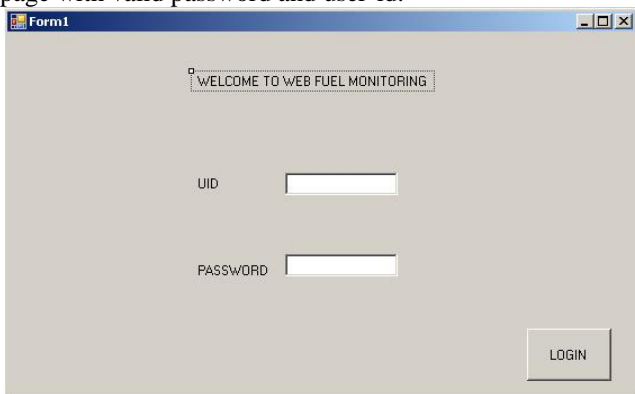 page with valid password and user id.
Form1
WELCOME TO WEB FUEL MONITORING
UID
PASSWORD
LOGIN